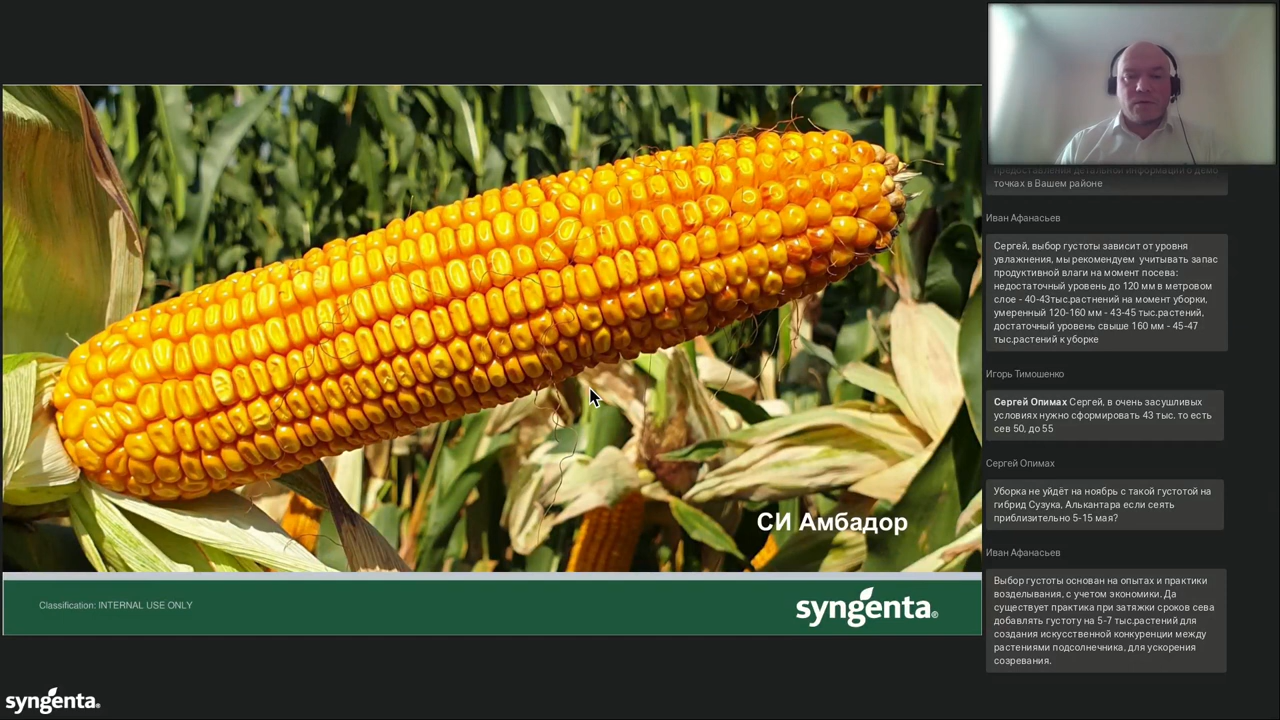 СИ Амбадор
Classification: INTERNAL USE ONLY
syngenta®
syngenta®
предоставления детальной информации о демо
точках в Вашем районе
Иван Афанасьев
Сергей, выбор густоты зависит от уровня
увлажнения, мы рекомендуем учитывать запас
продуктивной влаги на момент посева:
недостаточный уровень до 120 мм в метровом
слое - 40-43тыс.растнений на момент уборки,
умеренный 120-160 мм - 43-45 тыс.растений,
достаточный уровень свыше 160 мм - 45-47
тыс.растений к уборке
Игорь Тимошенко
Сергей Опимах Сергей, в очень засушливых
условиях нужно сформировать 43 тыс. то есть
сев 50, до 55
Сергей Опимах
Уборка не уйдёт на ноябрь с такой густотой на
гибрид Сузука, Алькантара если сеять
приблизительно 5-15 мая?
Иван Афанасьев
Выбор густоты основан на опытах и практики
возделывания, с учетом экономики. Да
существует практика при затяжки сроков сева
добавлять густоту на 5-7 тыс.растений для
создания искусственной конкуренции между
растениями подсолнечника, для ускорения
созревания.